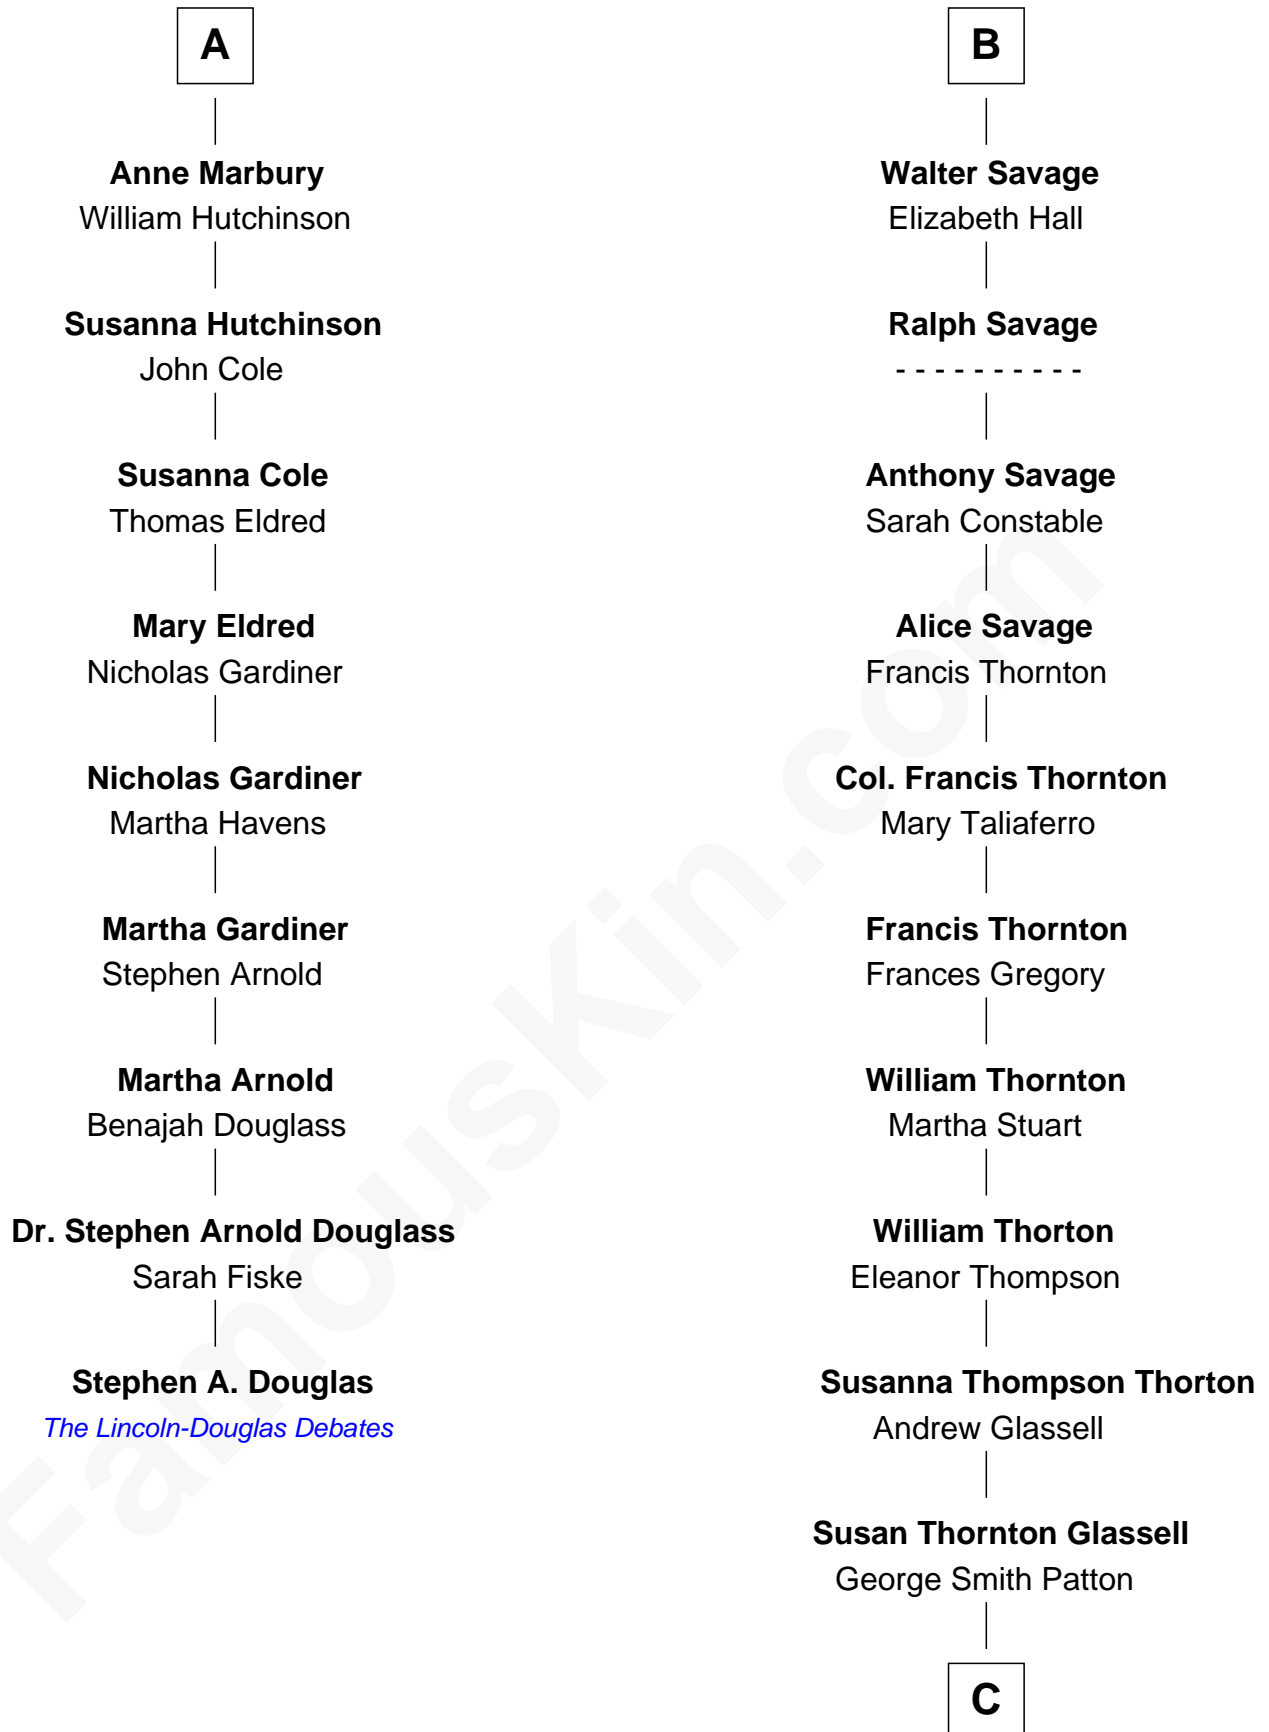 A
Anne Marbury
William Hutchinson
Susanna Hutchinson
John Cole
Susanna Cole
Thomas Eldred
Mary Eldred
Nicholas Gardiner
Nicholas Gardiner
Martha Havens
Martha Gardiner
Stephen Arnold
Martha Arnold
Benajah Douglass
Dr. Stephen Arnold Douglass
Sarah Fiske
Stephen A. Douglas
The Lincoln-Douglas Debates
B
Walter Savage
Elizabeth Hall
Ralph Savage
- - - - - - - - - -
Anthony Savage
Sarah Constable
Alice Savage
Francis Thornton
Col. Francis Thornton
Mary Taliaferro
Francis Thornton
Frances Gregory
William Thornton
Martha Stuart
William Thorton
Eleanor Thompson
Susanna Thompson Thorton
Andrew Glassell
Susan Thornton Glassell
George Smith Patton
C
FamousKin.com